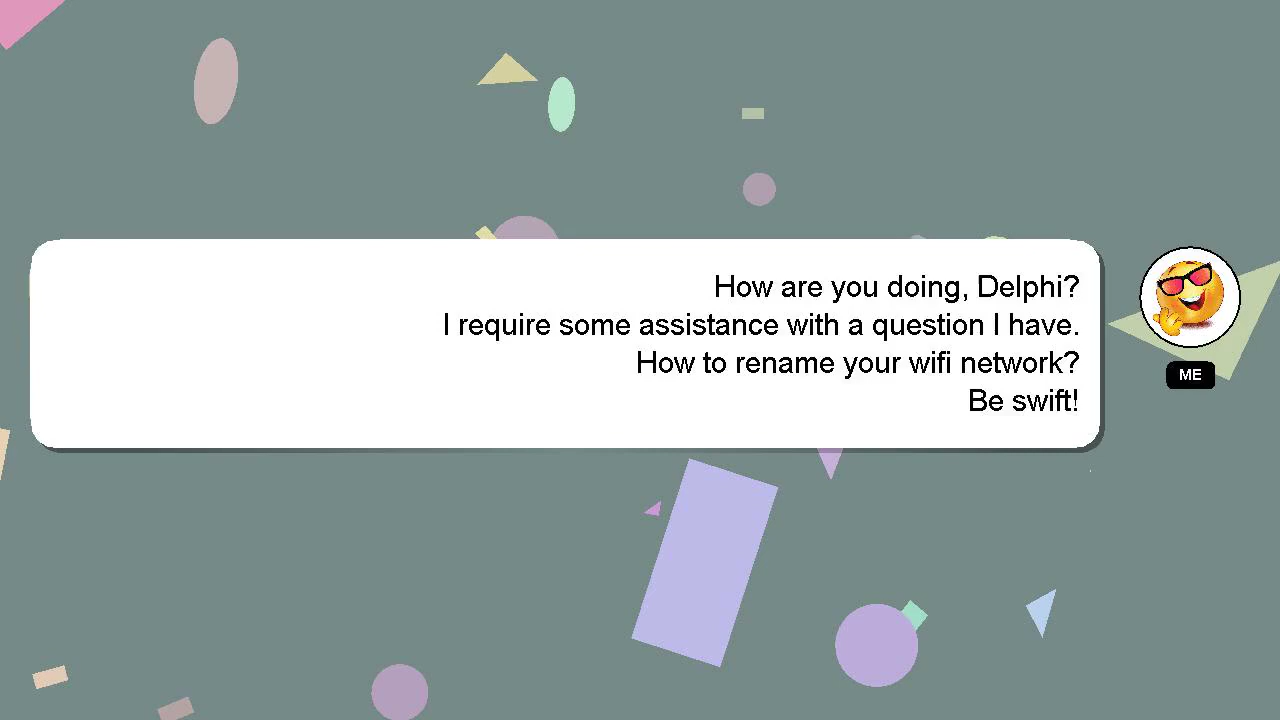 How are you doing, Delphi?
I require some assistance with a question I have.
How to rename your wifi network?
Be swift!
ME